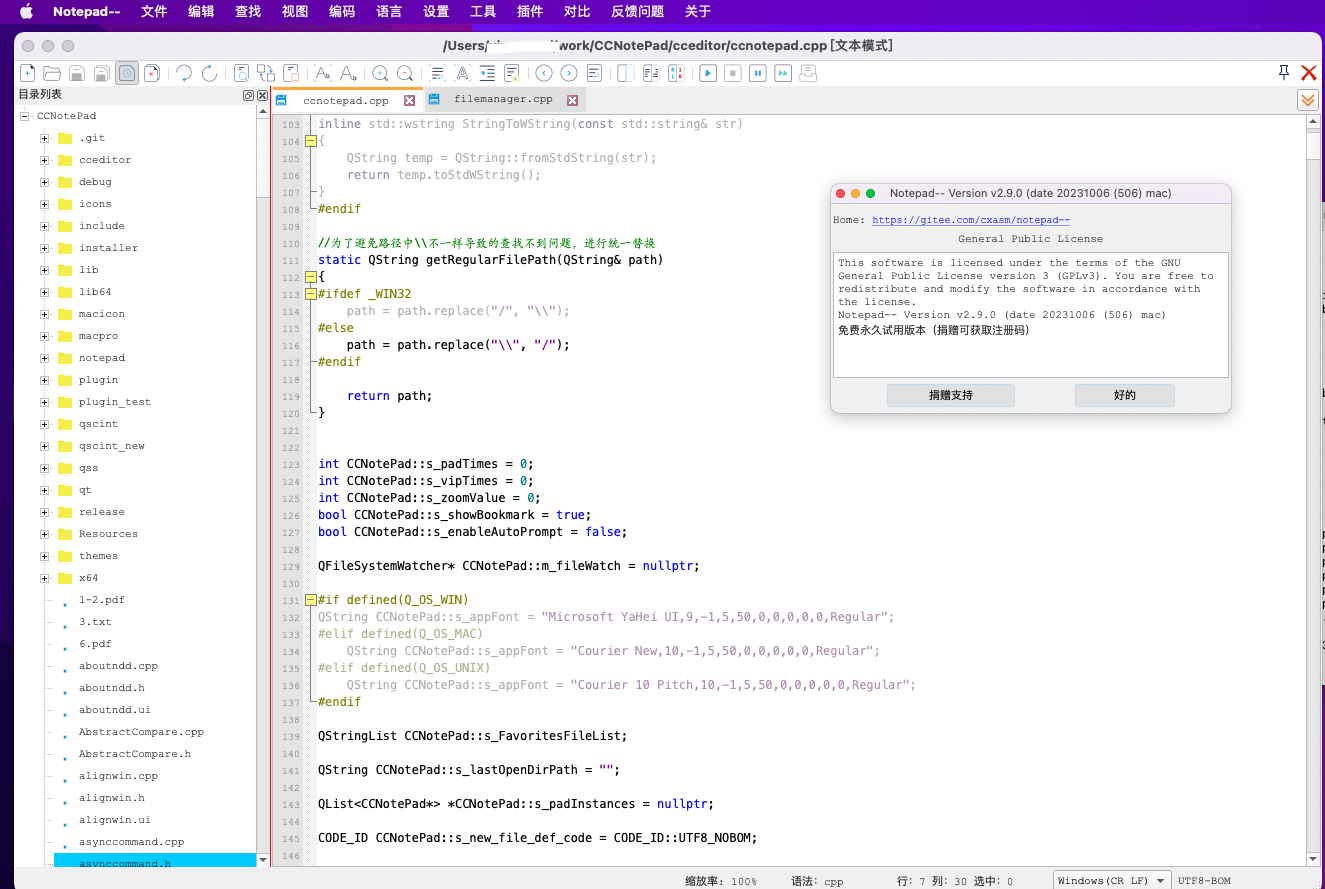 Notepad-- 文件 编辑 查找 视图 编码 语言 设置 工具 插件 对比 反馈问题 关于
/work/CCNotePad/cceditor/ccnotepad.cpp [文本模式]
目录列表
CCNotePad
.git
cceditor
debug
icons
include
installer
lib
lib64
macicon
macpro
notepad
plugin
plugin_test
qscint
qscint_new
qss
qt
release
Resources
themes
x64
1-2.pdf
3.txt
6.pdf
aboutndd.cpp
aboutndd.h
aboutndd.ui
AbstractCompare.cpp
AbstractCompare.h
alignwin.cpp
alignwin.h
alignwin.ui
asynccommand.cpp
asynccommand.h
ccnotepad.cpp filemanager.cpp
103 inline std::wstring StringToWString(const std::string& str)
104 {
105 QString temp = QString::fromStdString(str);
106 return temp.toStdWString();
107 }
108 #endif
109
110 //为了避免路径中\\不一样导致的查找不到问题，进行统一替换
111 static QString getRegularFilePath(QString& path)
112 {
113 #ifdef _WIN32
114 path = path.replace("/", "\\");
115 #else
116 path = path.replace("\\", "/");
117 #endif
118
119 return path;
120 }
121
122
123 int CCNotePad::s_padTimes = 0;
124 int CCNotePad::s_vipTimes = 0;
125 int CCNotePad::s_zoomValue = 0;
126 bool CCNotePad::s_showBookmark = true;
127 bool CCNotePad::s_enableAutoPrompt = false;
128
129 QFileSystemWatcher* CCNotePad::m_fileWatch = nullptr;
130
131 #if defined(Q_OS_WIN)
132 QString CCNotePad::s_appFont = "Microsoft YaHei UI,9,-1,5,50,0,0,0,0,0,Regular";
133 #elif defined(Q_OS_MAC)
134 QString CCNotePad::s_appFont = "Courier New,10,-1,5,50,0,0,0,0,0,Regular";
135 #elif defined(Q_OS_UNIX)
136 QString CCNotePad::s_appFont = "Courier 10 Pitch,10,-1,5,50,0,0,0,0,0,Regular";
137 #endif
138
139 QStringList CCNotePad::s_FavoritesFileList;
140
141 QString CCNotePad::s_lastOpenDirPath = "";
142
143 QList<CCNotePad*> *CCNotePad::s_padInstances = nullptr;
144
145 CODE_ID CCNotePad::s_new_file_def_code = CODE_ID::UTF8_NOBOM;
146
Notepad-- Version v2.9.0 (date 20231006 (506) mac)
Home: https://gitee.com/cxasm/notepad--
General Public License
This software is licensed under the terms of the GNU
General Public License version 3 (GPLv3). You are free to
redistribute and modify the software in accordance with
the license.
Notepad-- Version v2.9.0 (date 20231006 (506) mac)
免费永久试用版本（捐赠可获取注册码）
捐赠支持 好的
缩放率: 100% 语法: cpp 行: 7 列: 30 选中: 0 Windows(CR LF) UTF8-BOM